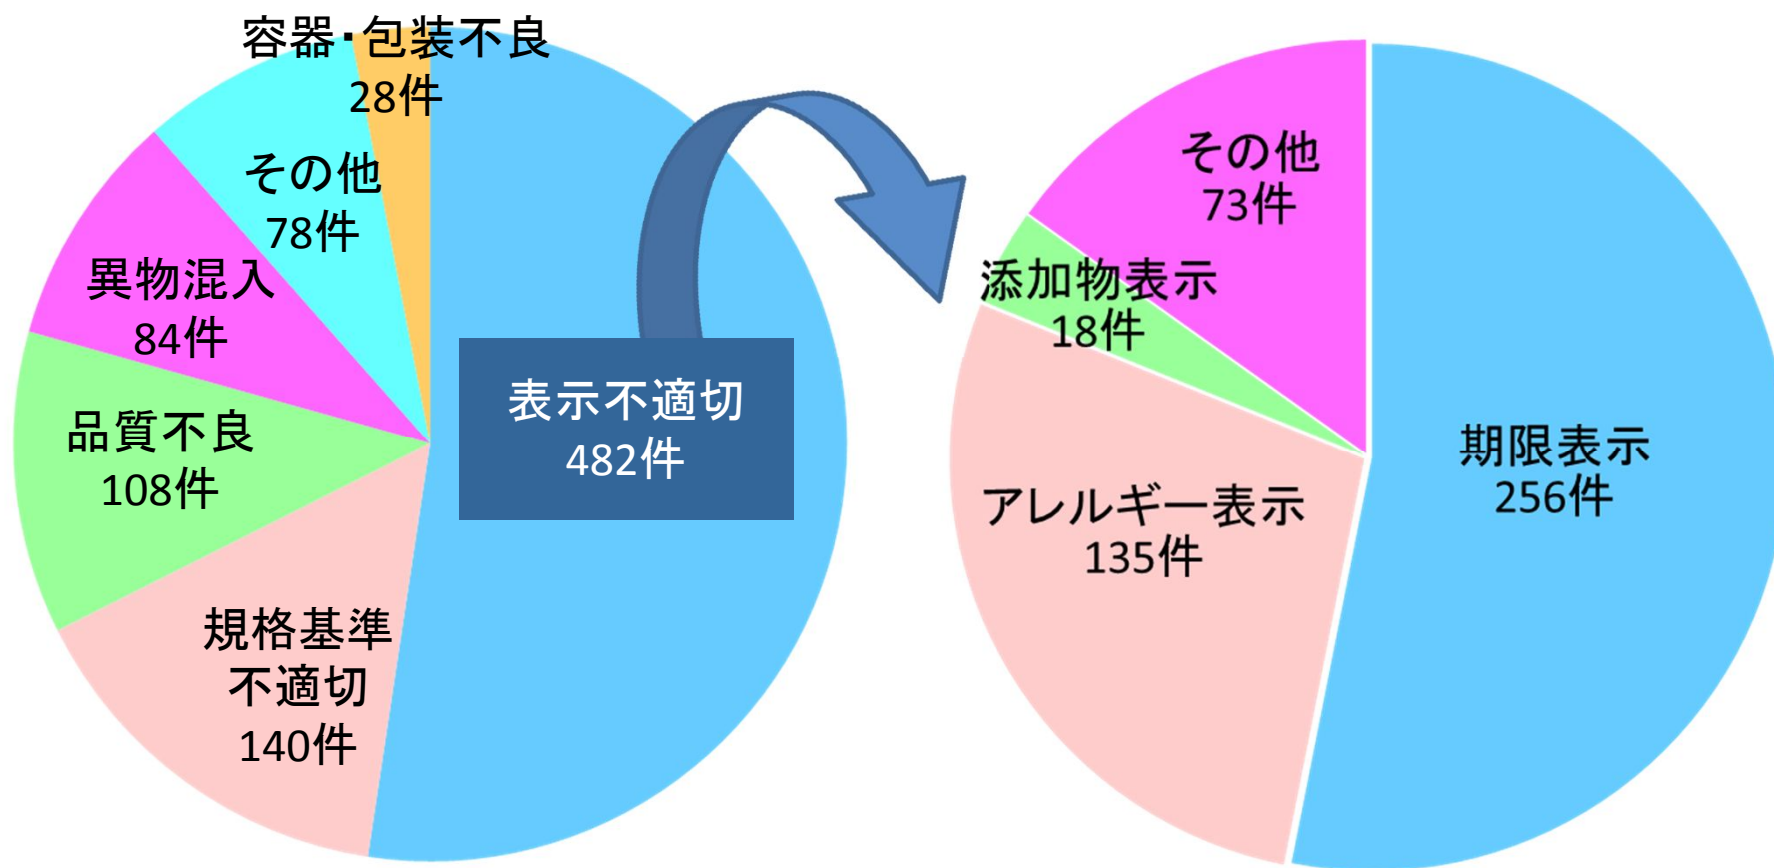 容器・包装不良
28件
その他
78件
異物混入
84件
品質不良
108件
規格基準
不適切
140件
表示不適切
482件
その他
73件
添加物表示
18件
アレルギー表示
135件
期限表示
256件